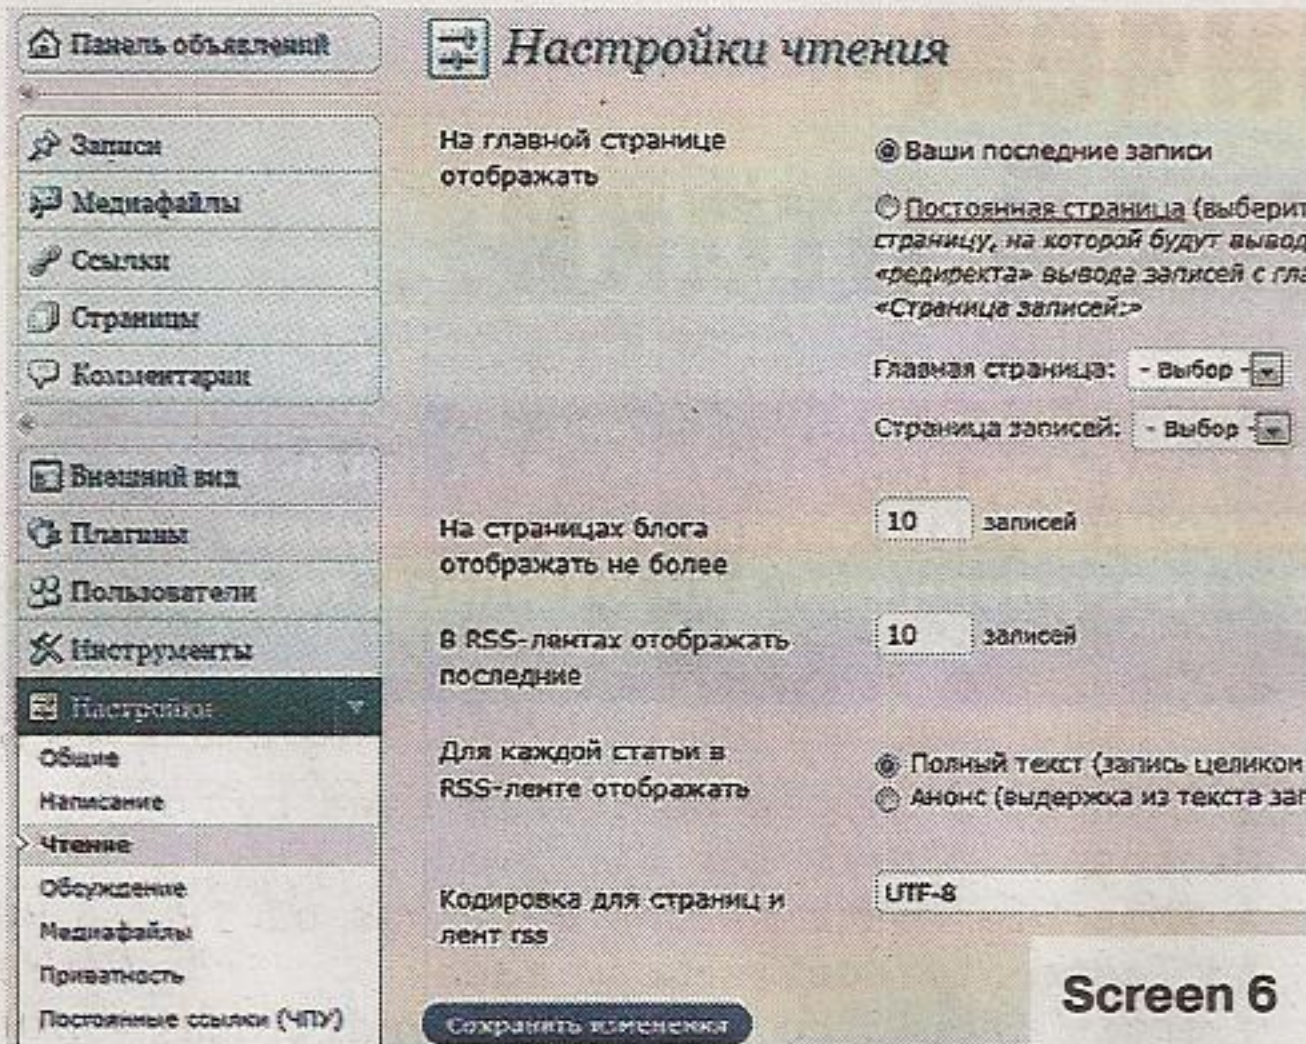 Панель объявлений
Записи
Медиафайлы
Ссылки
Страницы
Комментарии
Внешний вид
Плагины
Пользователи
Инструменты
Настройки
Общие
Написание
Чтение
Обсуждение
Медиафайлы
Приватность
Постоянные ссылки (ЧПУ)
Настройки чтения
На главной странице
отображать
Ваши последние записи
Постоянная страница (выберит
страницу, на которой будут вывод
«редиректа» вывода записей с гла
«Страница записей:»
Главная страница: - Выбор -
Страница записей: - Выбор -
На страницах блога
отображать не более
10 записей
В RSS-лентах отображать
последние
10 записей
Для каждой статьи в
RSS-ленте отображать
Полный текст (запись целиком
Анонс (выдержка из текста зап
Кодировка для страниц и
лент rss
UTF-8
Сохранить изменения
Screen 6